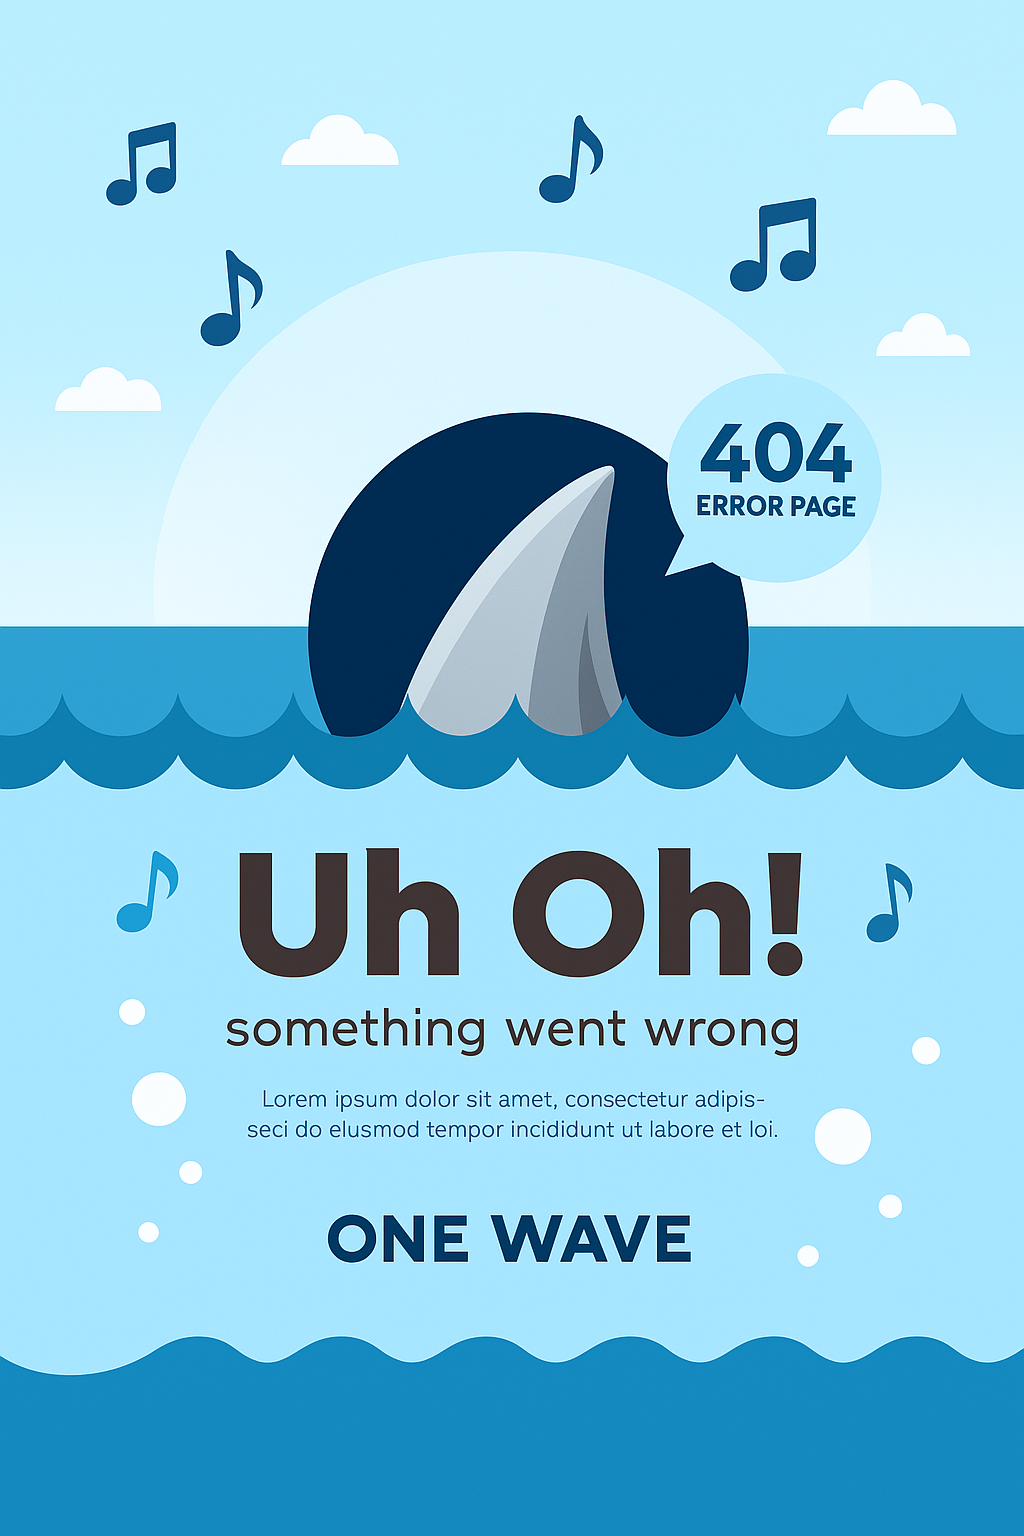 404
ERROR PAGE
Uh Oh!
something went wrong
Lorem ipsum dolor sit amet, consectetur adipis-
seci do elusmod tempor incididunt ut labore et loi.
ONE WAVE